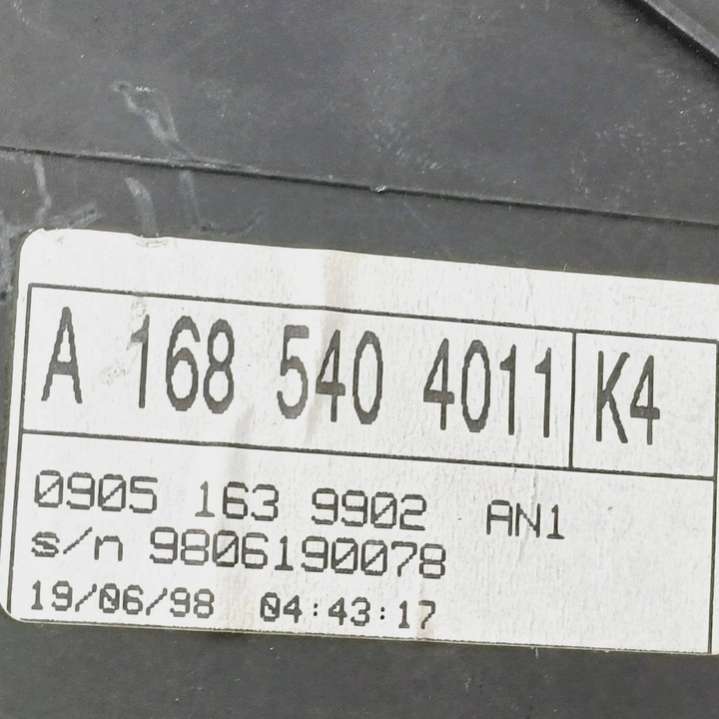 A 168 540 4011 K4
0905 163 9902 AN1
s/n 9806190078
19/06/98 04:43:17